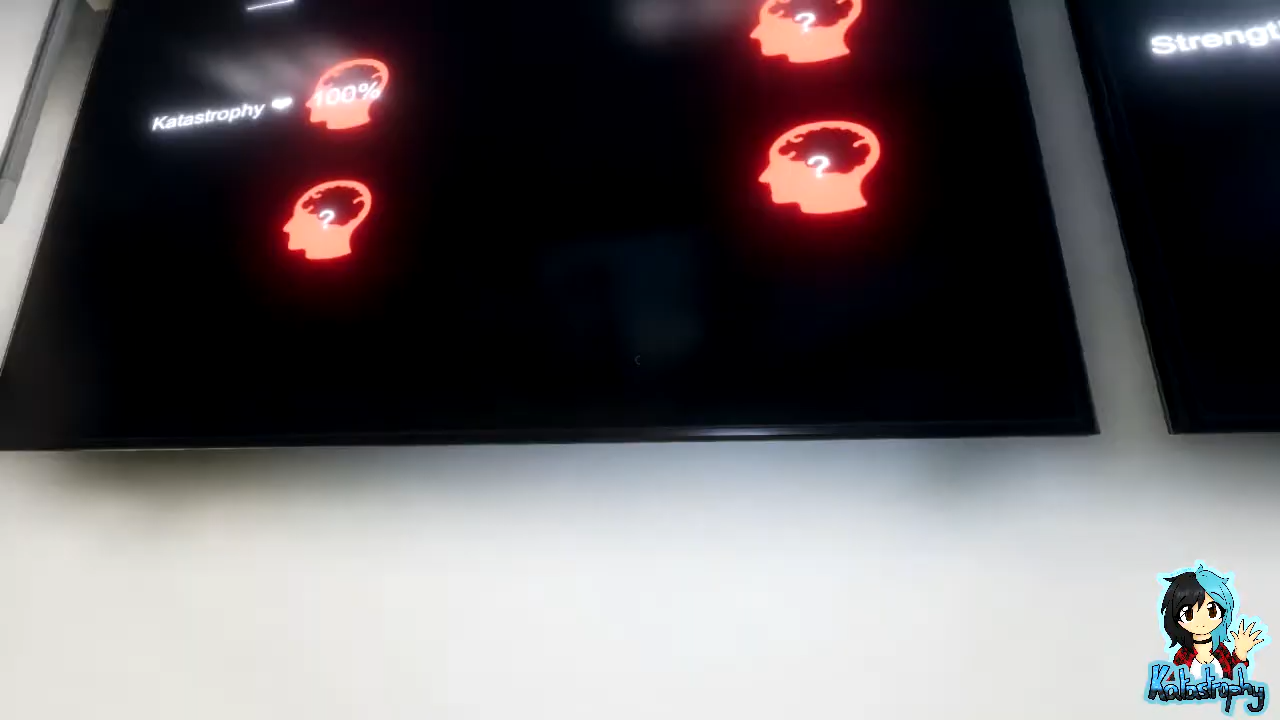 ?
Strengt
Katastrophy ❤ 100%
?
?
Katastrophy